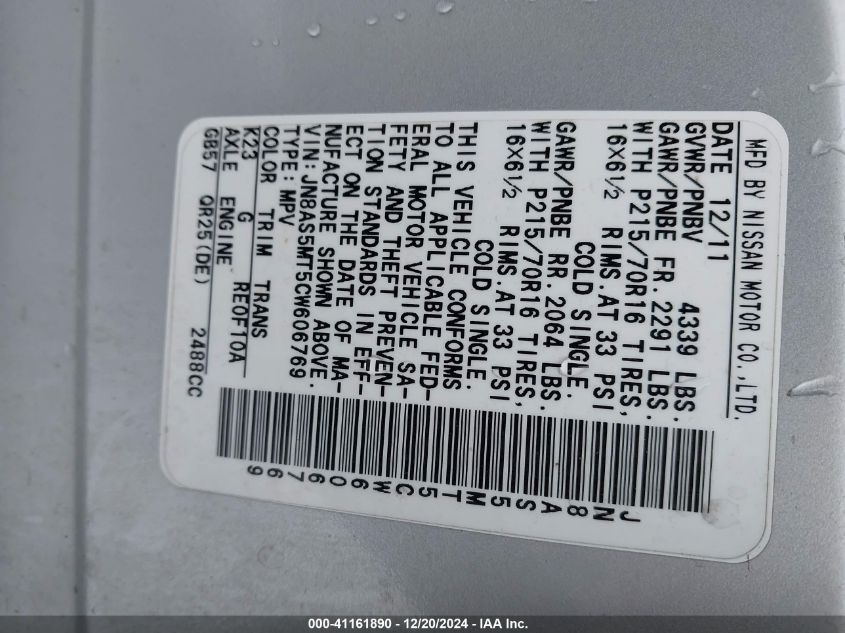 MFD BY NISSAN MOTOR CO.,LTD.
DATE 12/11
GVWR/PNBV 4339 LBS.
GAWR/PNBE FR. 2291 LBS.
WITH P215/70R16 TIRES,
16X6½ RIMS.AT 33 PSI
COLD SINGLE.
GAWR/PNBE RR. 2064 LBS.
WITH P215/70R16 TIRES,
16X6½ RIMS.AT 33 PSI
COLD SINGLE.
THIS VEHICLE CONFORMS
TO ALL APPLICABLE FED-
ERAL MOTOR VEHICLE SA-
FETY AND THEFT PREVEN-
TION STANDARDS IN EFF-
ECT ON THE DATE OF MA-
NUFACTURE SHOWN ABOVE.
VIN:JN8AS5MT5CW606769
TYPE:MPV
COLOR TRIM TRANS
K23 G RE0F10A
AXLE ENGINE
GB57 QR25(DE) 2488CC
JN8AS5MT5CW606769
000-41161890 - 12/20/2024 - IAA Inc.